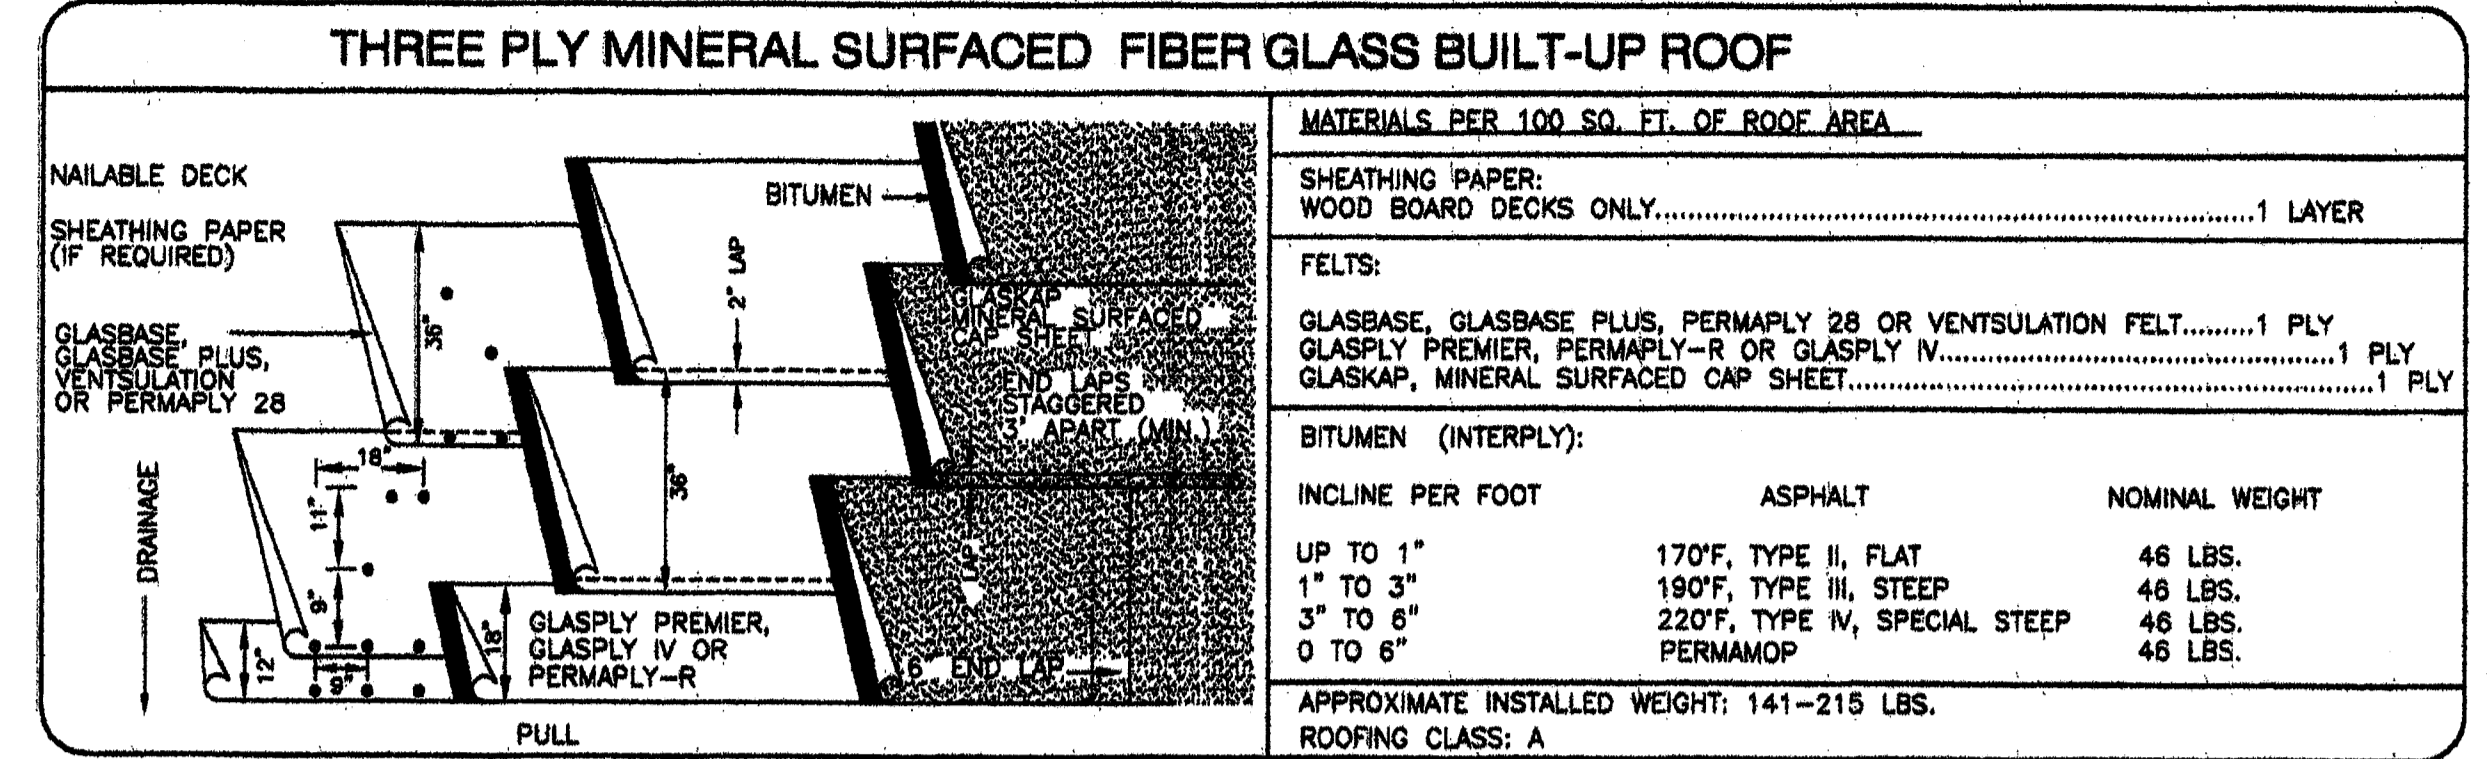 THREE PLY MINERAL SURFACED FIBER GLASS BUILT-UP ROOF
NAILABLE DECK
SHEATHING PAPER
(IF REQUIRED)
GLASBASE,
GLASBASE, PLUS,
VENTSULATION
OR PERMAPLY 28
DRAINAGE
BITUMEN
2" LAP
36"
18"
11"
9"
9"
12"
18"
36"
GLASPLY PREMIER,
GLASPLY IV OR
PERMAPLY-R
PULL
GLASKAP
MINERAL SURFACED
CAP SHEET
END LAPS
STAGGERED
3' APART (MIN.)
LAP
6" END LAP
MATERIALS PER 100 SQ. FT. OF ROOF AREA
SHEATHING PAPER:
WOOD BOARD DECKS ONLY..........1 LAYER
FELTS:
GLASBASE, GLASBASE PLUS, PERMAPLY 28 OR VENTSULATION FELT.........1 PLY
GLASPLY PREMIER, PERMAPLY-R OR GLASPLY IV..........1 PLY
GLASKAP, MINERAL SURFACED CAP SHEET..........1 PLY
BITUMEN (INTERPLY):
INCLINE PER FOOT ASPHALT NOMINAL WEIGHT
UP TO 1" 170°F, TYPE II, FLAT 46 LBS.
1" TO 3" 190°F, TYPE III, STEEP 46 LBS.
3" TO 6" 220°F, TYPE IV, SPECIAL STEEP 46 LBS.
0 TO 6" PERMAMOP 46 LBS.
APPROXIMATE INSTALLED WEIGHT: 141-215 LBS.
ROOFING CLASS: A